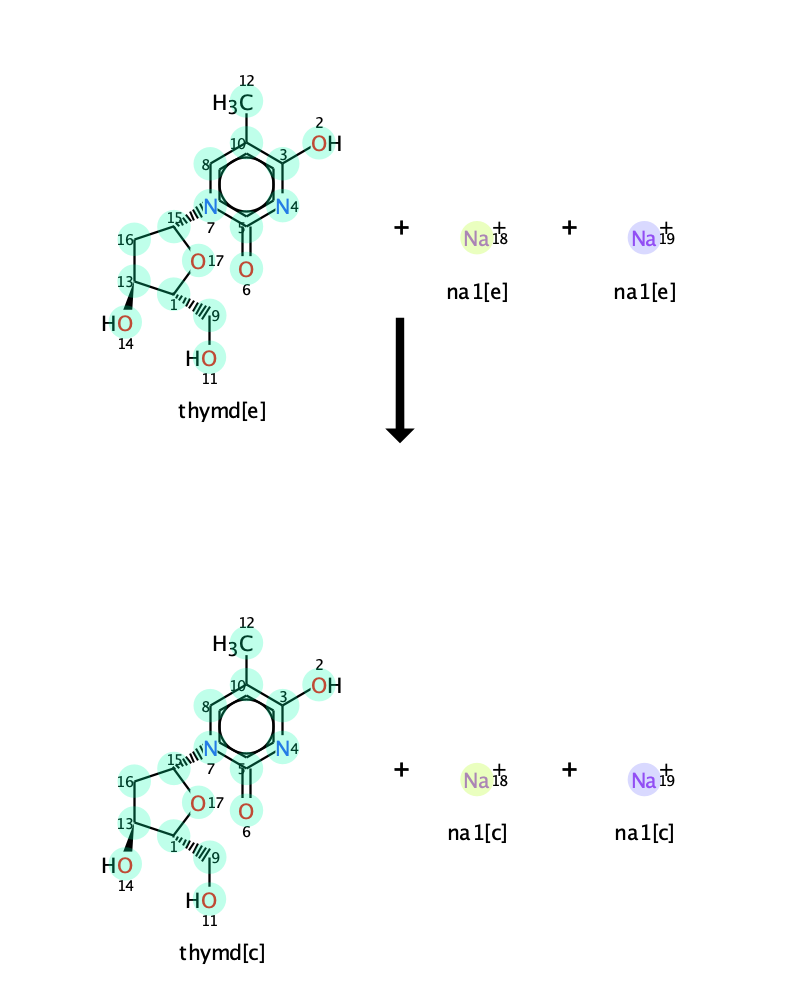 12
H3C
2
10
OH
3
8
N
N4
15
7
5
16
O17
O
13
6
1
9
HO
14
HO
11
thymd[e]
+
Na+
18
na1[e]
+
Na+
19
na1[e]
12
H3C
2
10
OH
3
8
N
N4
15
7
5
16
O17
O
13
6
1
9
HO
14
HO
11
thymd[c]
+
Na+
18
na1[c]
+
Na+
19
na1[c]